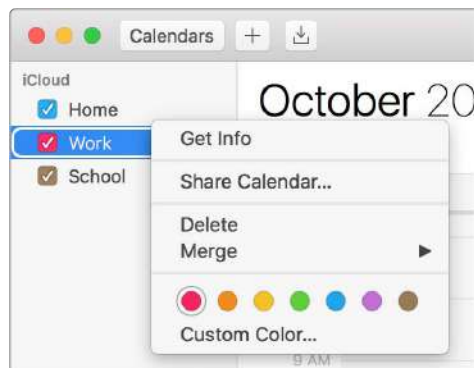 Calendars
iCloud
Home
Work
School
October 20
Get Info
Share Calendar...
Delete
Merge
Custom Color...
9 AM